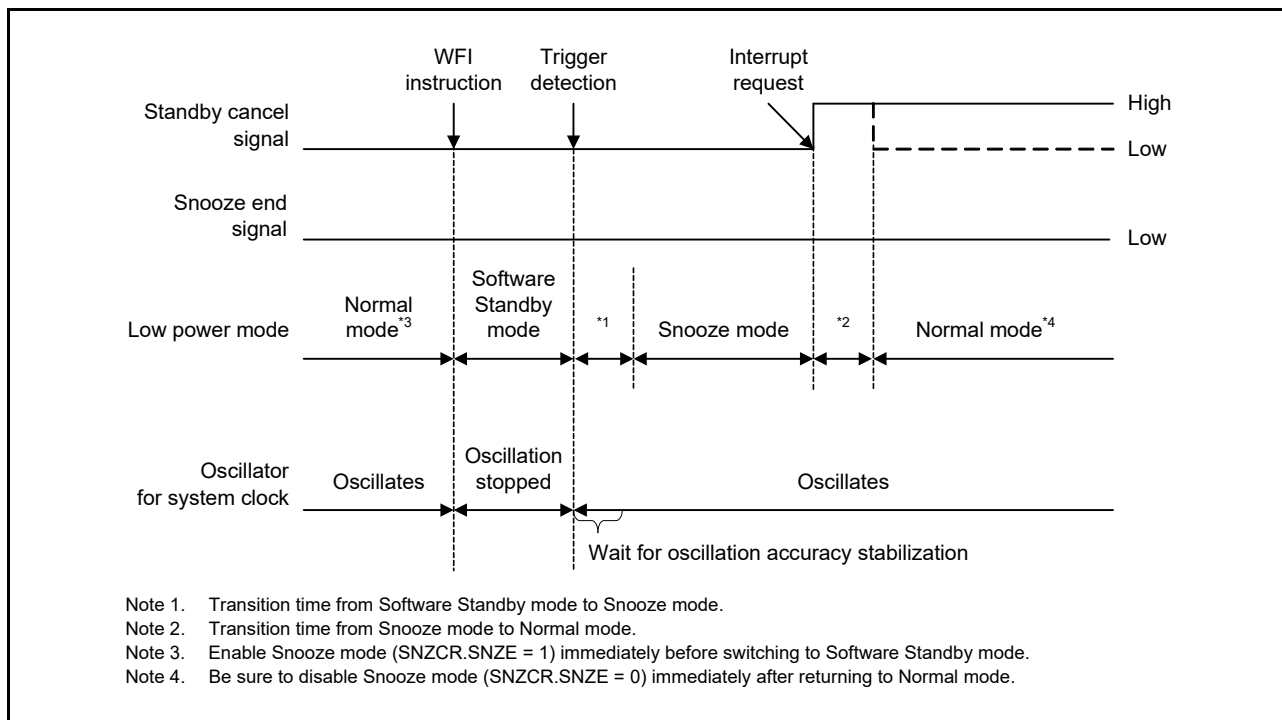 WFI
instruction
Trigger
detection
Interrupt
request
Standby cancel
signal
High
Low
Snooze end
signal
Low
Low power mode
Normal
mode*3
Software
Standby
mode
*1
Snooze mode
*2
Normal mode*4
Oscillator
for system clock
Oscillates
Oscillation
stopped
Oscillates
Wait for oscillation accuracy stabilization
Note 1. Transition time from Software Standby mode to Snooze mode.
Note 2. Transition time from Snooze mode to Normal mode.
Note 3. Enable Snooze mode (SNZCR.SNZE = 1) immediately before switching to Software Standby mode.
Note 4. Be sure to disable Snooze mode (SNZCR.SNZE = 0) immediately after returning to Normal mode.